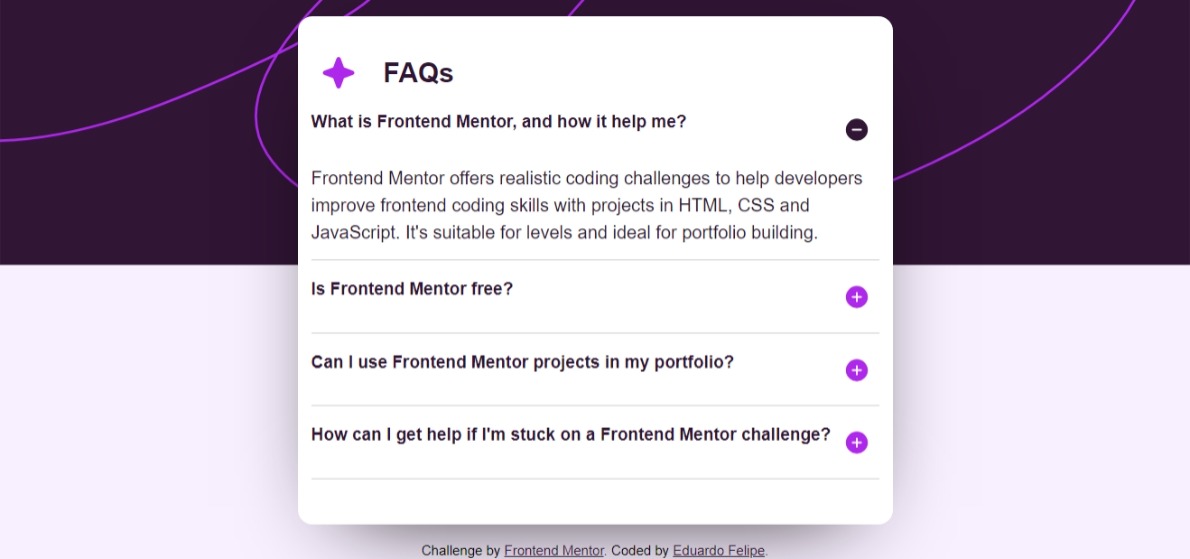 FAQs
What is Frontend Mentor, and how it help me?
Frontend Mentor offers realistic coding challenges to help developers
improve frontend coding skills with projects in HTML, CSS and
JavaScript. It's suitable for levels and ideal for portfolio building.
Is Frontend Mentor free?
Can I use Frontend Mentor projects in my portfolio?
How can I get help if I'm stuck on a Frontend Mentor challenge?
Challenge by Frontend Mentor. Coded by Eduardo Felipe.